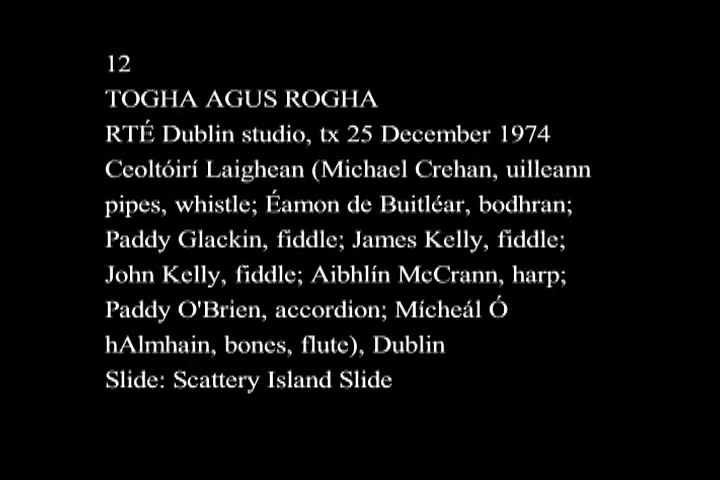 12
TOGHA AGUS ROGHA
RTÉ Dublin studio, tx 25 December 1974
Ceoltóirí Laighean (Michael Crehan, uilleann
pipes, whistle; Éamon de Buitléar, bodhran;
Paddy Glackin, fiddle; James Kelly, fiddle;
John Kelly, fiddle; Aibhlín McCrann, harp;
Paddy O'Brien, accordion; Mícheál Ó
hAlmhain, bones, flute), Dublin
Slide: Scattery Island Slide